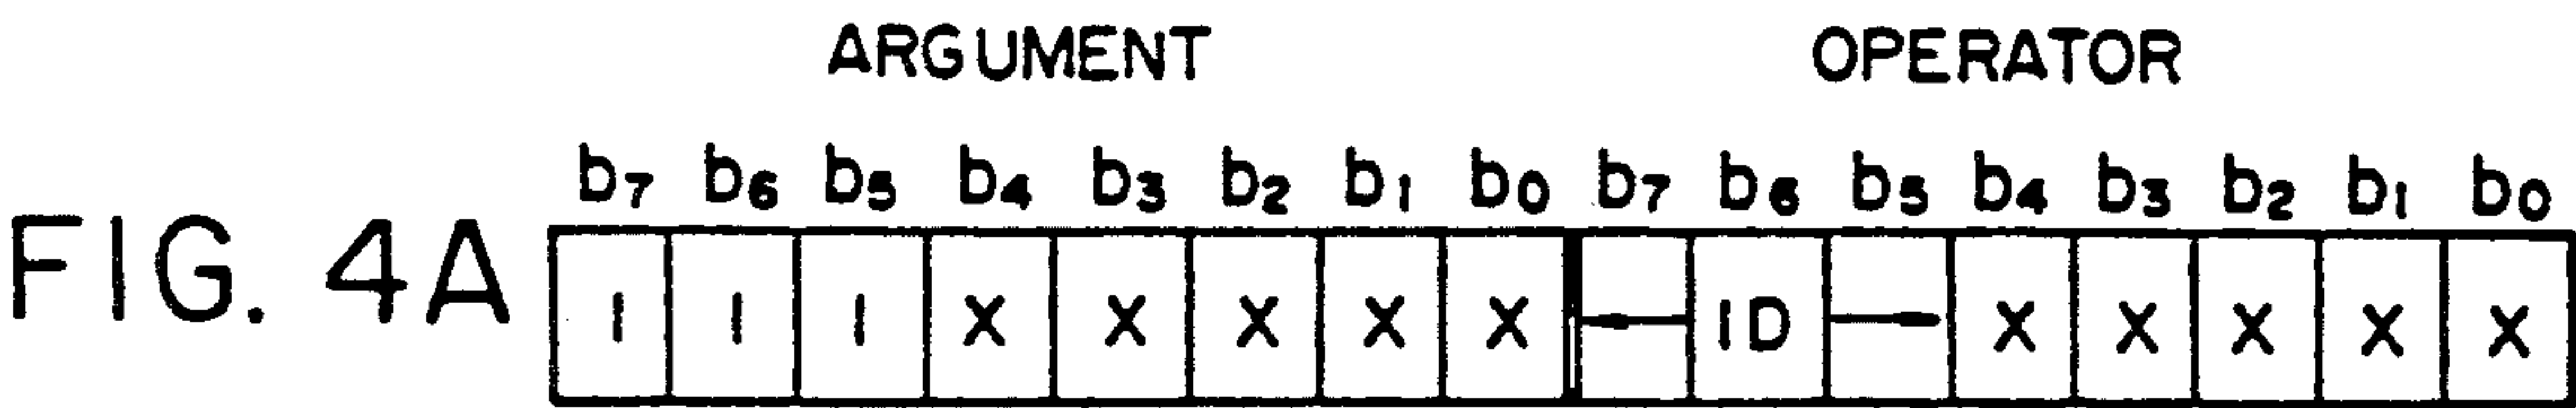 ARGUMENT OPERATOR
b7 b6 b5 b4 b3 b2 b1 b0 b7 b6 b5 b4 b3 b2 b1 b0
FIG. 4A 1 1 1 X X X X X ID X X X X X